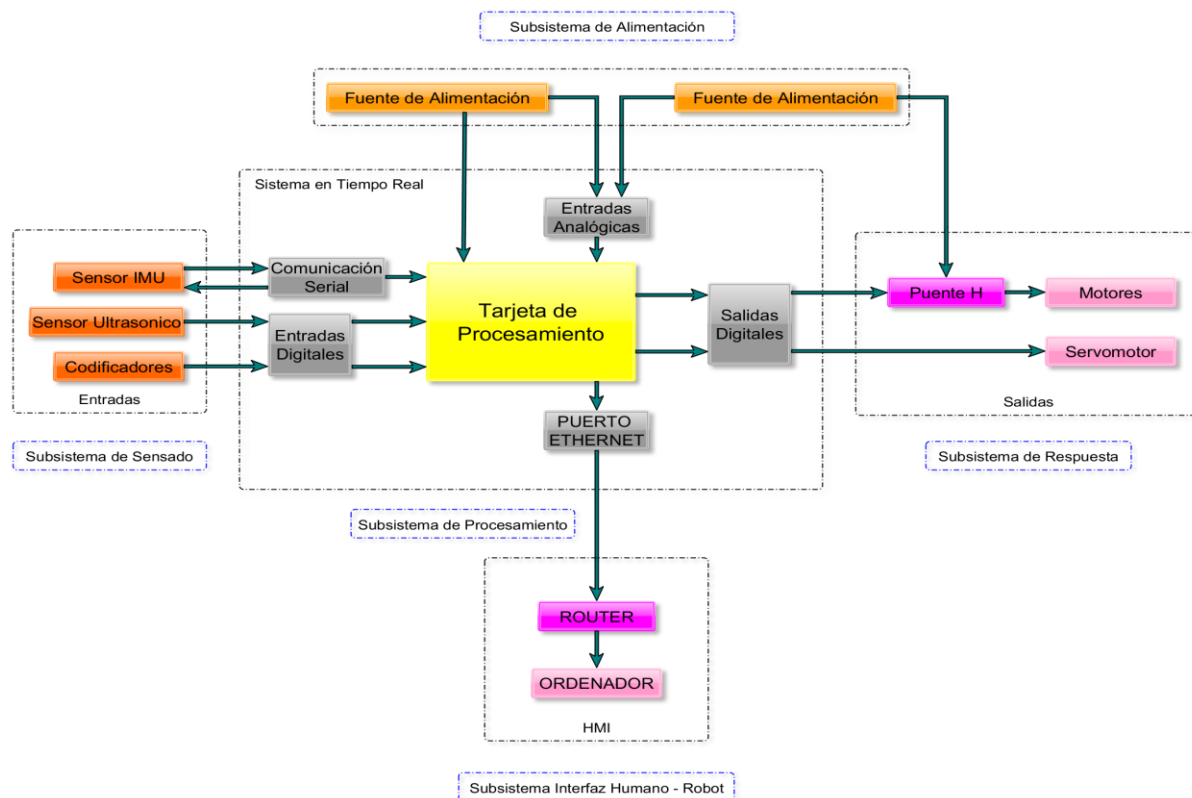 Subsistema de Alimentación
Fuente de Alimentación
Fuente de Alimentación
Sistema en Tiempo Real
Entradas
Analógicas
Sensor IMU
Comunicación
Serial
Sensor Ultrasonico
Entradas
Digitales
Codificadores
Entradas
Tarjeta de
Procesamiento
Salidas
Digitales
Puente H
Motores
Servomotor
Salidas
PUERTO
ETHERNET
Subsistema de Sensado
Subsistema de Respuesta
Subsistema de Procesamiento
ROUTER
ORDENADOR
HMI
Subsistema Interfaz Humano - Robot